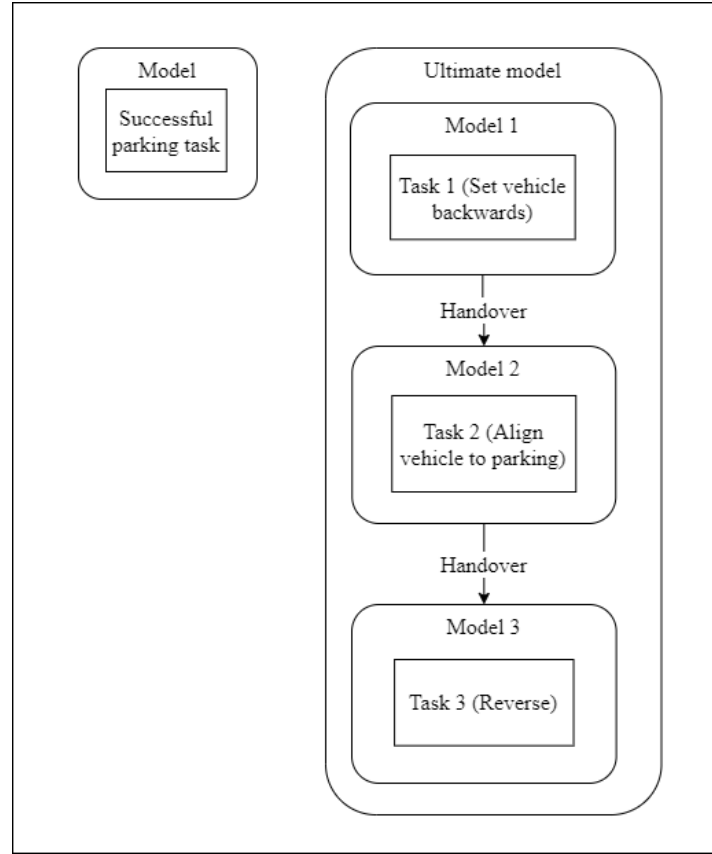 Model
Successful
parking task
Ultimate model
Model 1
Task 1 (Set vehicle
backwards)
Handover
Model 2
Task 2 (Align
vehicle to parking)
Handover
Model 3
Task 3 (Reverse)